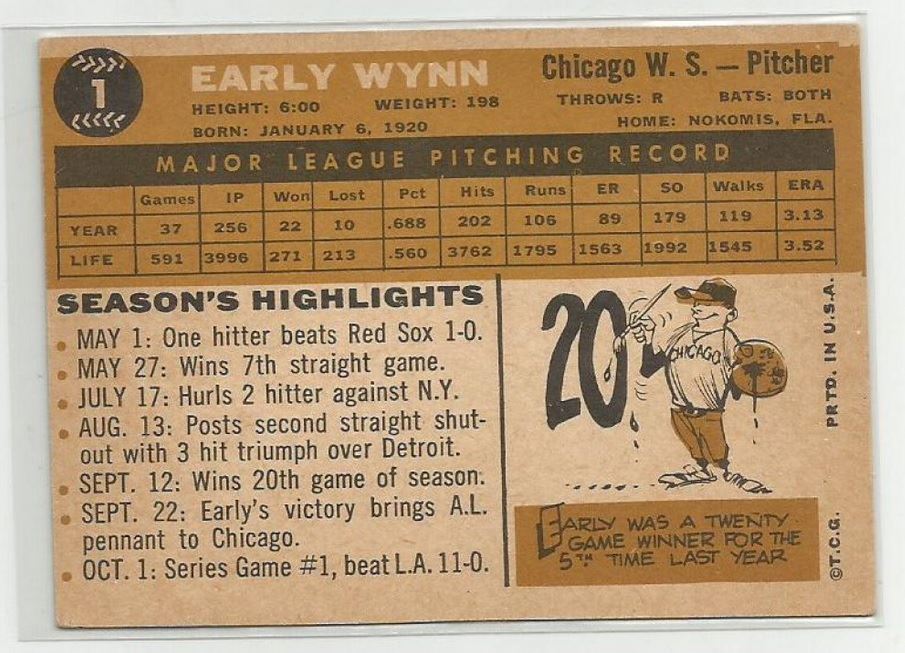 1
EARLY WYNN
Chicago W. S. — Pitcher
HEIGHT: 6:00 WEIGHT: 198 THROWS: R BATS: BOTH
BORN: JANUARY 6, 1920 HOME: NOKOMIS, FLA.
MAJOR LEAGUE PITCHING RECORD
Games IP Won Lost Pct Hits Runs ER SO Walks ERA
YEAR 37 256 22 10 .688 202 106 89 179 119 3.13
LIFE 591 3996 271 213 .560 3762 1795 1563 1992 1545 3.52
SEASON'S HIGHLIGHTS
• MAY 1: One hitter beats Red Sox 1-0.
• MAY 27: Wins 7th straight game.
• JULY 17: Hurls 2 hitter against N.Y.
• AUG. 13: Posts second straight shut-
out with 3 hit triumph over Detroit.
• SEPT. 12: Wins 20th game of season.
• SEPT. 22: Early's victory brings A.L.
pennant to Chicago.
• OCT. 1: Series Game #1, beat L.A. 11-0.
20
CHICAGO
EARLY WAS A TWENTY
GAME WINNER FOR THE
5TH TIME LAST YEAR
PRTD. IN U.S.A.
©T.C.G.